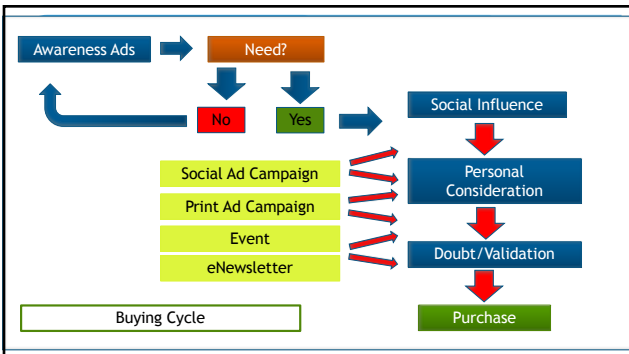 Awareness Ads
Need?
No
Yes
Social Influence
Social Ad Campaign
Personal
Consideration
Print Ad Campaign
Event
Doubt/Validation
eNewsletter
Buying Cycle
Purchase